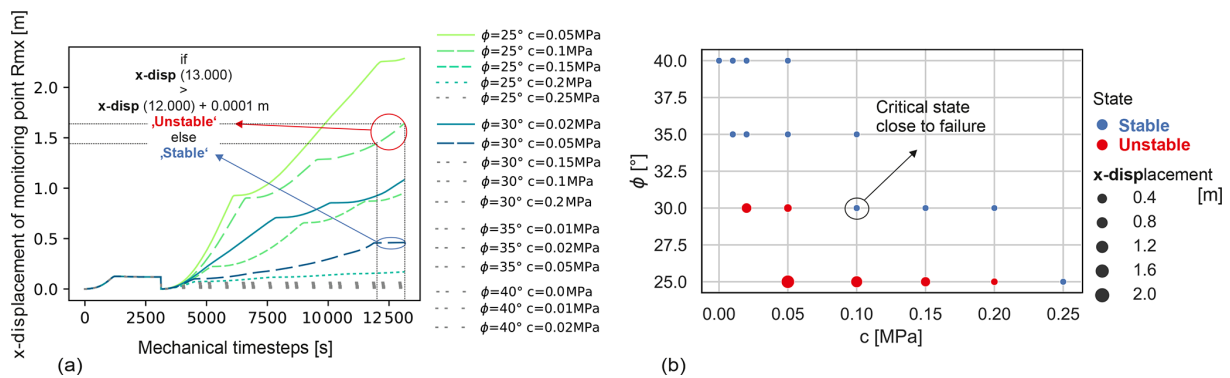 x-displacement of monitoring point Rmx [m]
2.0
1.5
1.0
0.5
0.0
if
x-disp (13.000)
>
x-disp (12.000) + 0.0001 m
‚Unstable‘
else
‚Stable‘
0
2500
5000
7500
10000
12500
Mechanical timesteps [s]
(a)
ϕ=25° c=0.05MPa
ϕ=25° c=0.1MPa
ϕ=25° c=0.15MPa
ϕ=25° c=0.2MPa
ϕ=25° c=0.25MPa
ϕ=30° c=0.02MPa
ϕ=30° c=0.05MPa
ϕ=30° c=0.15MPa
ϕ=30° c=0.1MPa
ϕ=30° c=0.2MPa
ϕ=35° c=0.01MPa
ϕ=35° c=0.02MPa
ϕ=35° c=0.05MPa
ϕ=40° c=0.0MPa
ϕ=40° c=0.01MPa
ϕ=40° c=0.02MPa
ϕ [°]
40.0
37.5
35.0
32.5
30.0
27.5
25.0
Critical state
close to failure
0.00
0.05
0.10
0.15
0.20
0.25
c [MPa]
(b)
State
Stable
Unstable
x-displacement
[m]
0.4
0.8
1.2
1.6
2.0